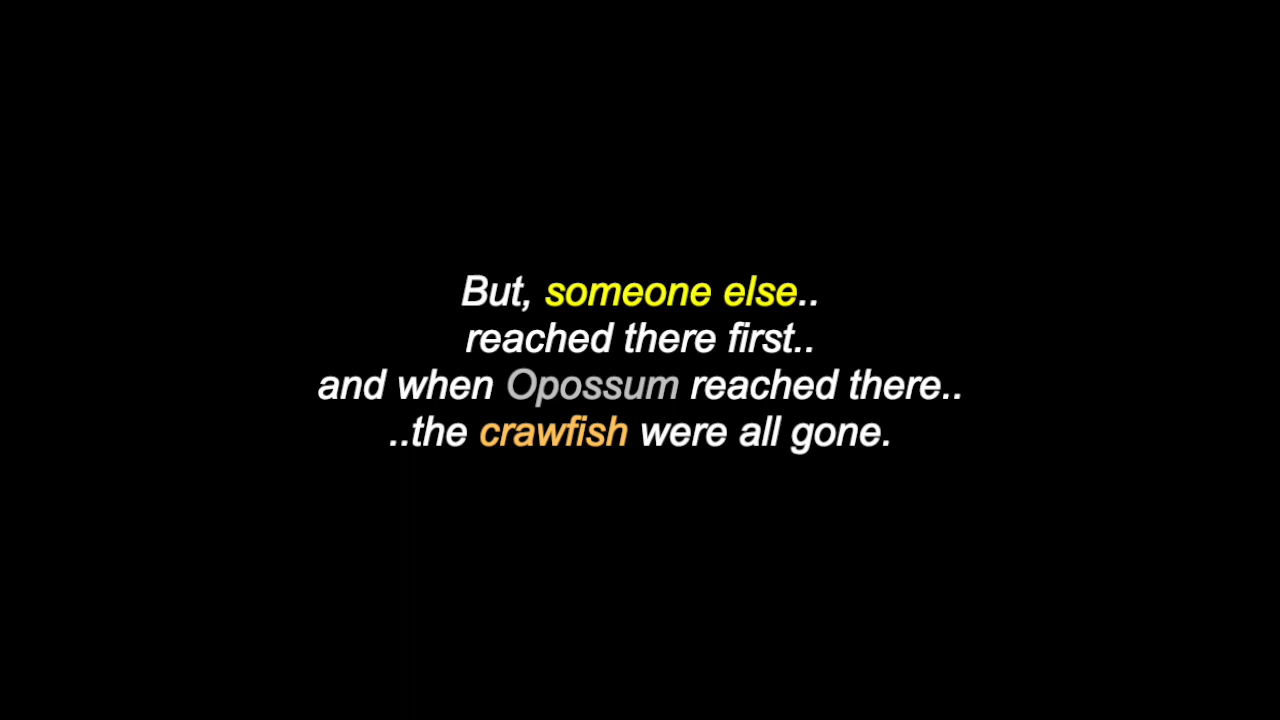 But, someone else..
reached there first..
and when Opossum reached there..
..the crawfish were all gone.